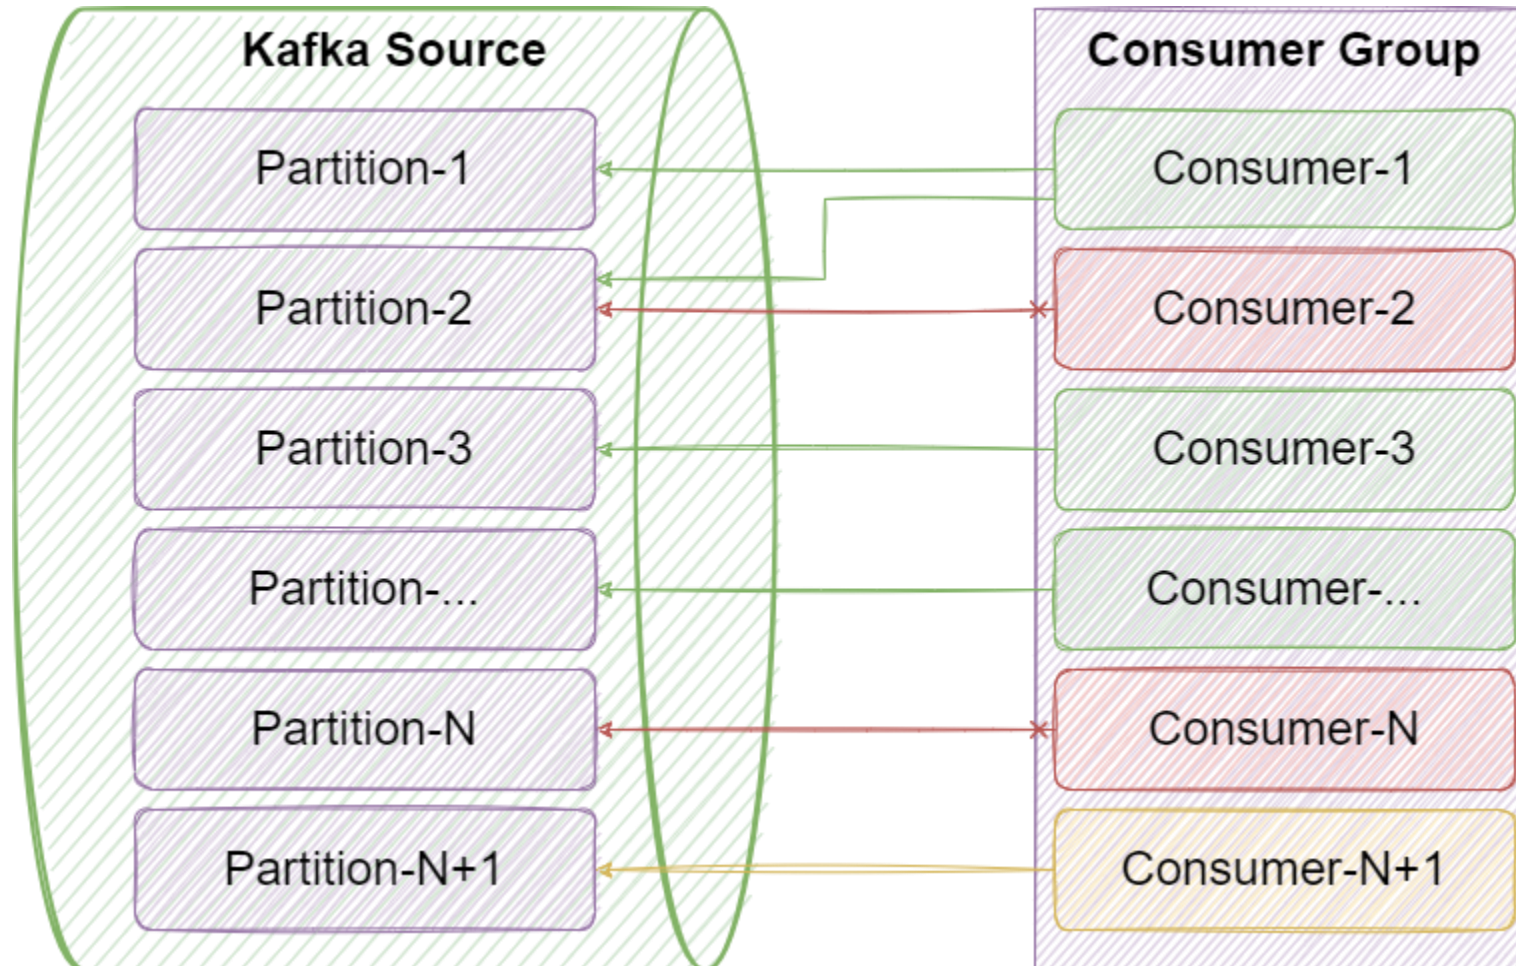 Kafka Source
Consumer Group
Partition-1
Consumer-1
Partition-2
Consumer-2
Partition-3
Consumer-3
Partition-...
Consumer-...
Partition-N
Consumer-N
Partition-N+1
Consumer-N+1